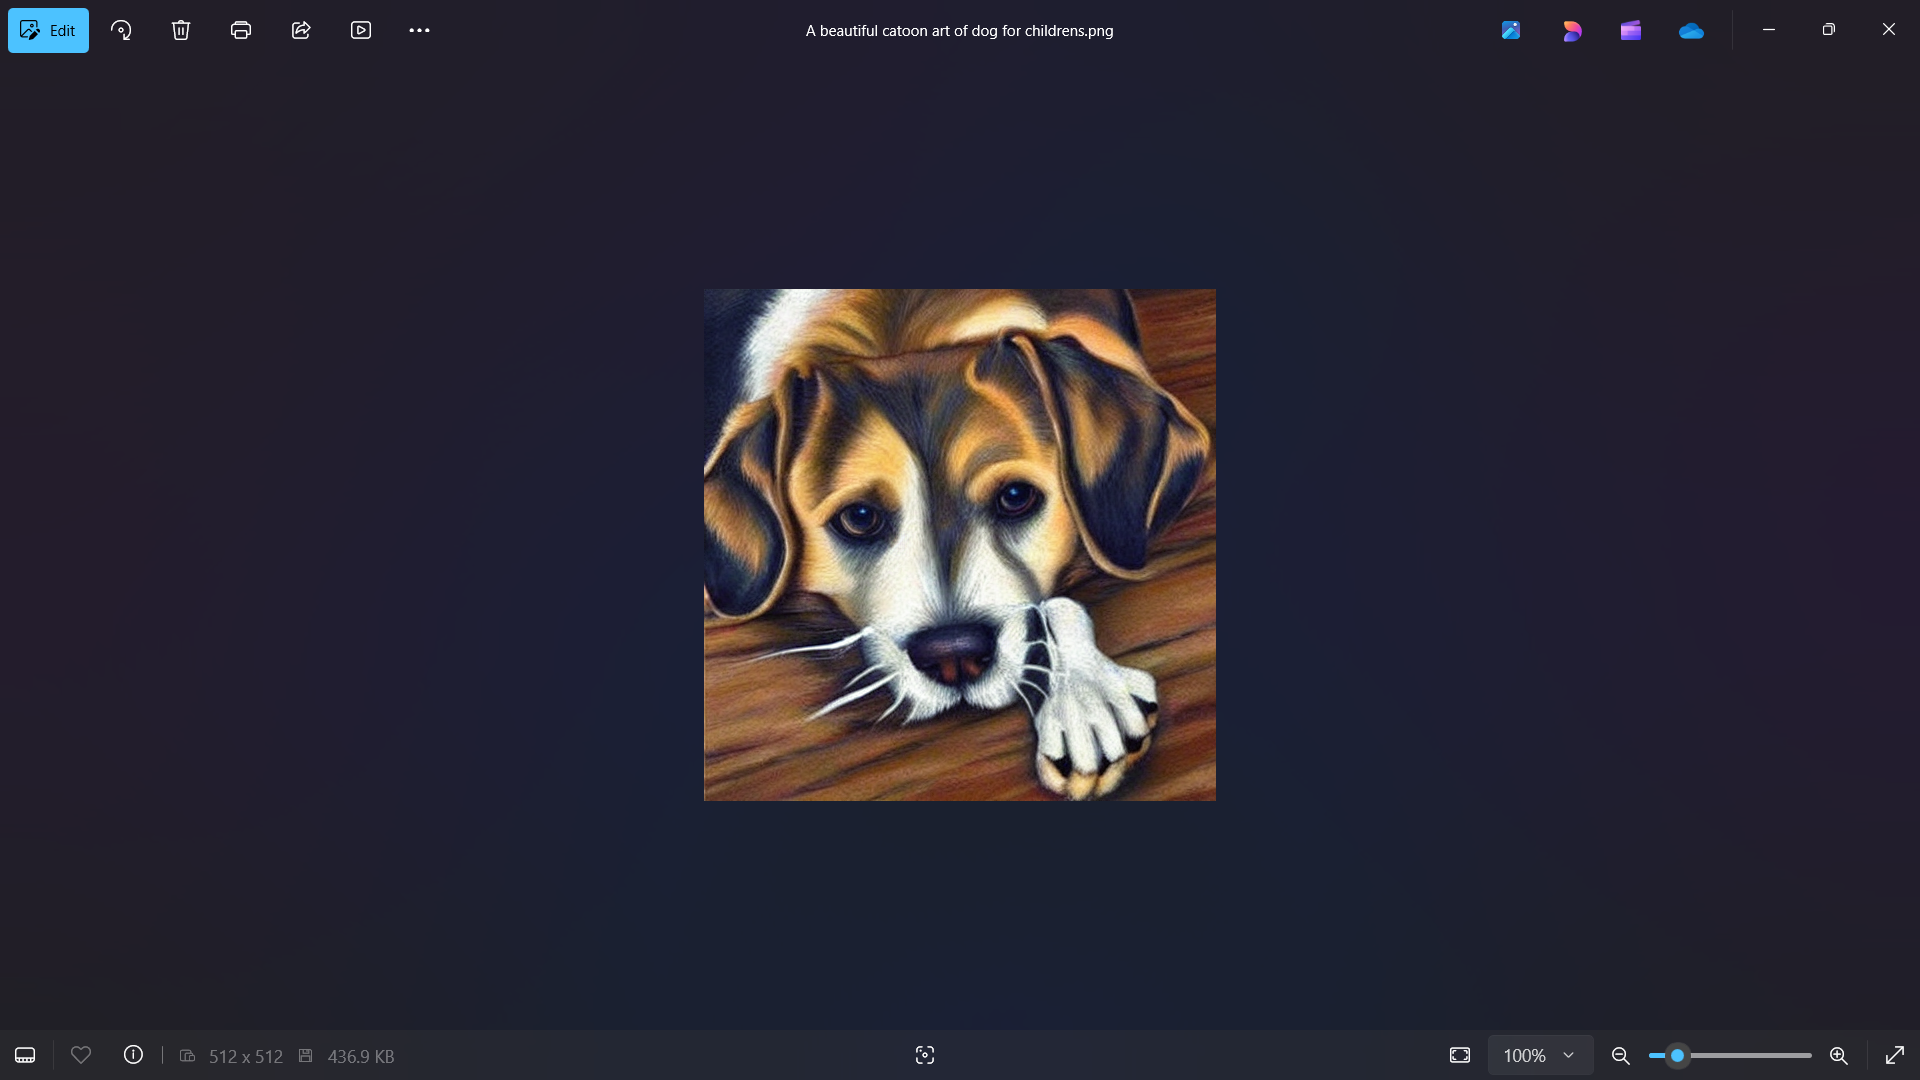 Edit
A beautiful catoon art of dog for childrens.png
512 x 512
436.9 KB
100%